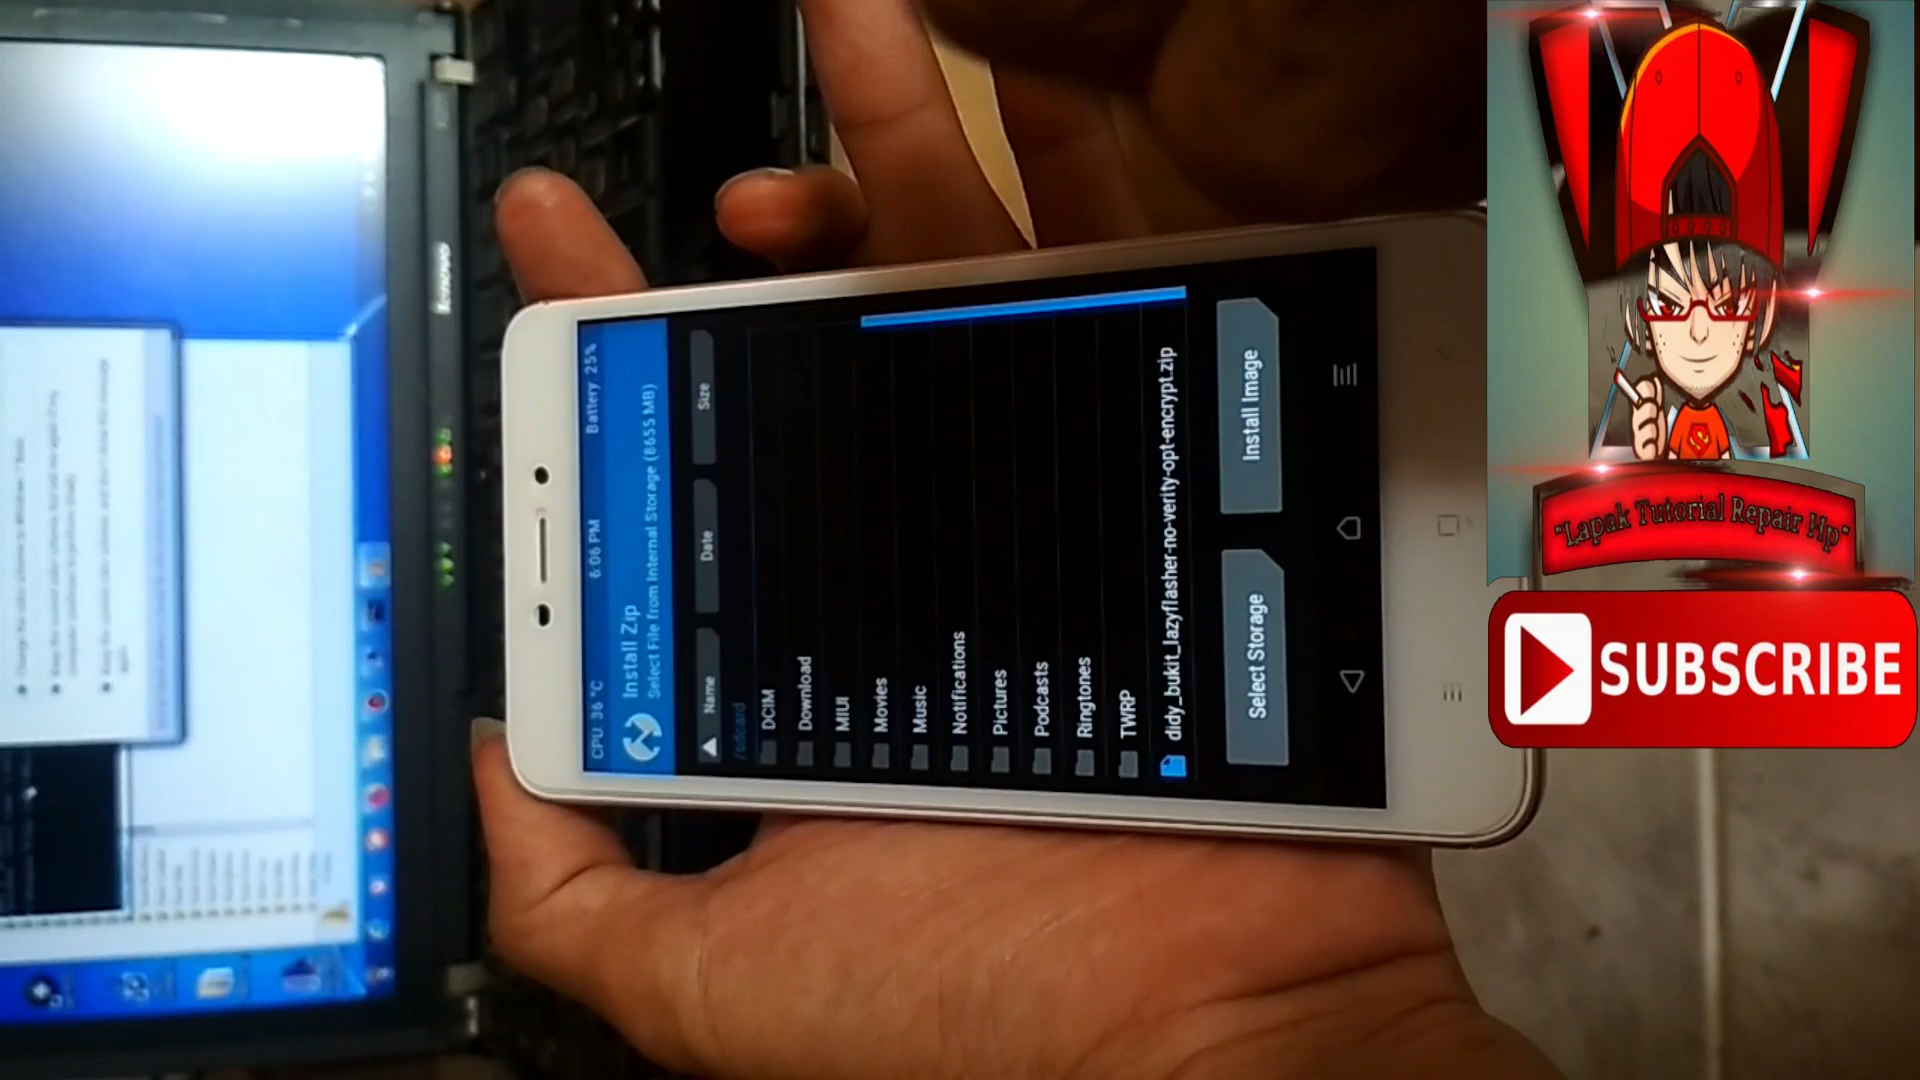 CPU 36 °C 6:06 PM Battery 25%
Install Zip
Select File from Internal Storage (8655 MB)
Name Date Size
/sdcard
DCIM
Download
MIUI
Movies
Music
Notifications
Pictures
Podcasts
Ringtones
TWRP
didy_bukit_lazyflasher-no-verity-opt-encrypt.zip
Select Storage Install Image
lenovo
"Lapak Tutorial Repair Hp"
SUBSCRIBE